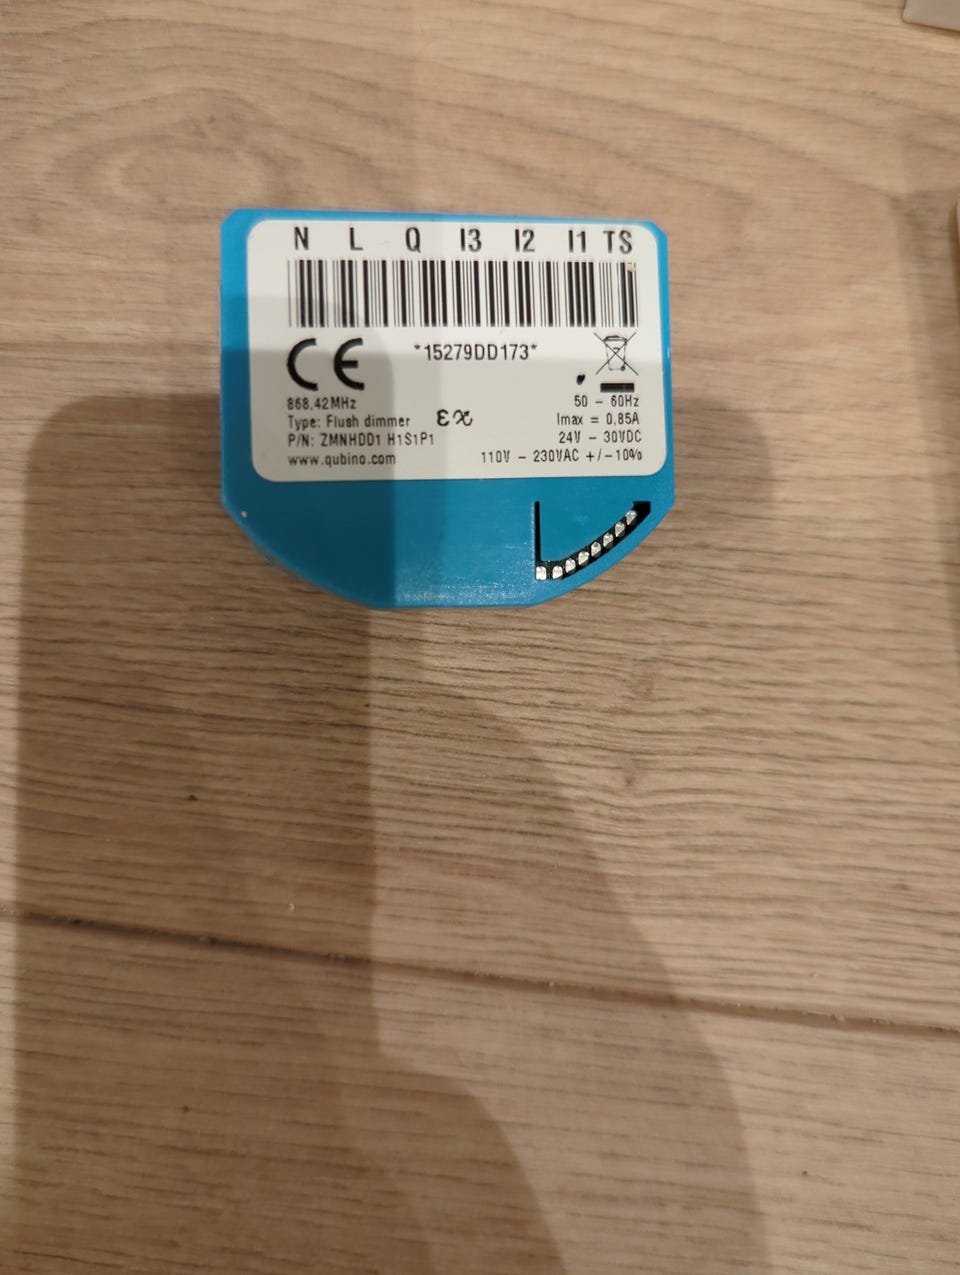 N L Q I3 I2 I1 TS
*15279DD173*
CE
868,42MHz
Type: Flush dimmer
P/N: ZMNHDD1 H1S1P1
www.qubino.com
50 - 60Hz
Imax = 0,85A
24V - 30VDC
110V - 230VAC +/-10%